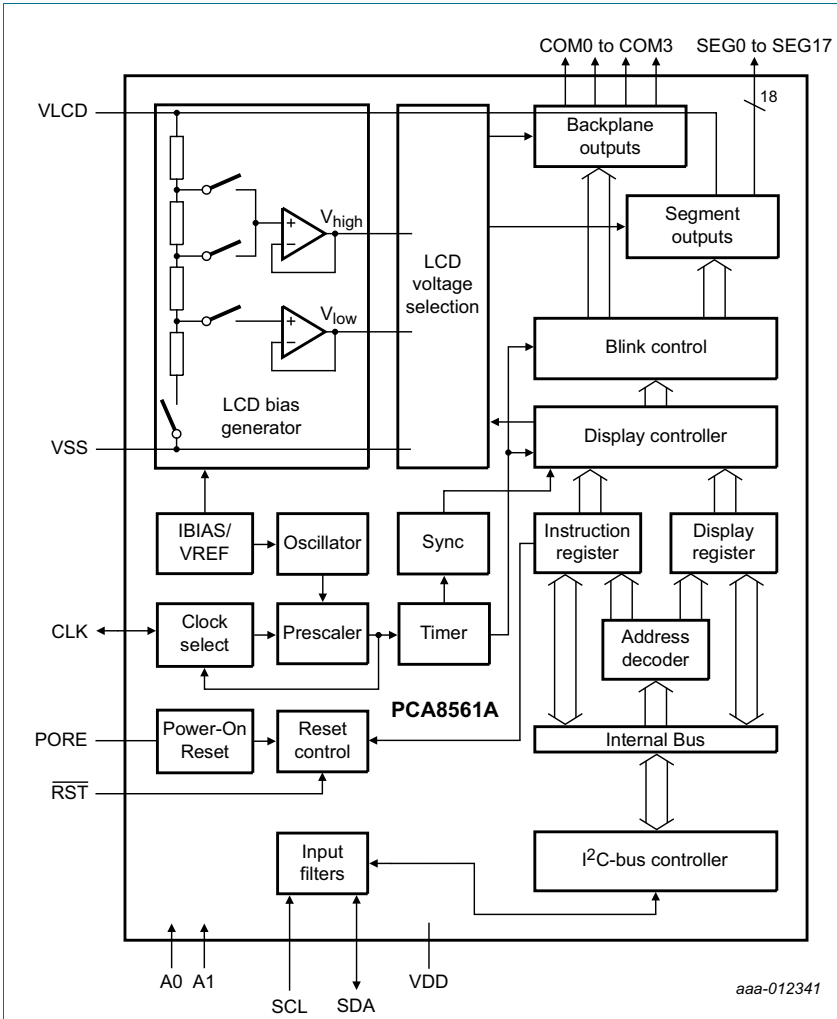 COM0 to COM3
SEG0 to SEG17
18
VLCD
Backplane
outputs
Vhigh
Segment
outputs
LCD
voltage
selection
Vlow
Blink control
LCD bias
generator
Display controller
VSS
IBIAS/
VREF
Oscillator
Sync
Instruction
register
Display
register
CLK
Clock
select
Prescaler
Timer
Address
decoder
PCA8561A
PORE
Power-On
Reset
Reset
control
Internal Bus
RST
Input
filters
I2C-bus controller
A0
A1
SCL
SDA
VDD
aaa-012341